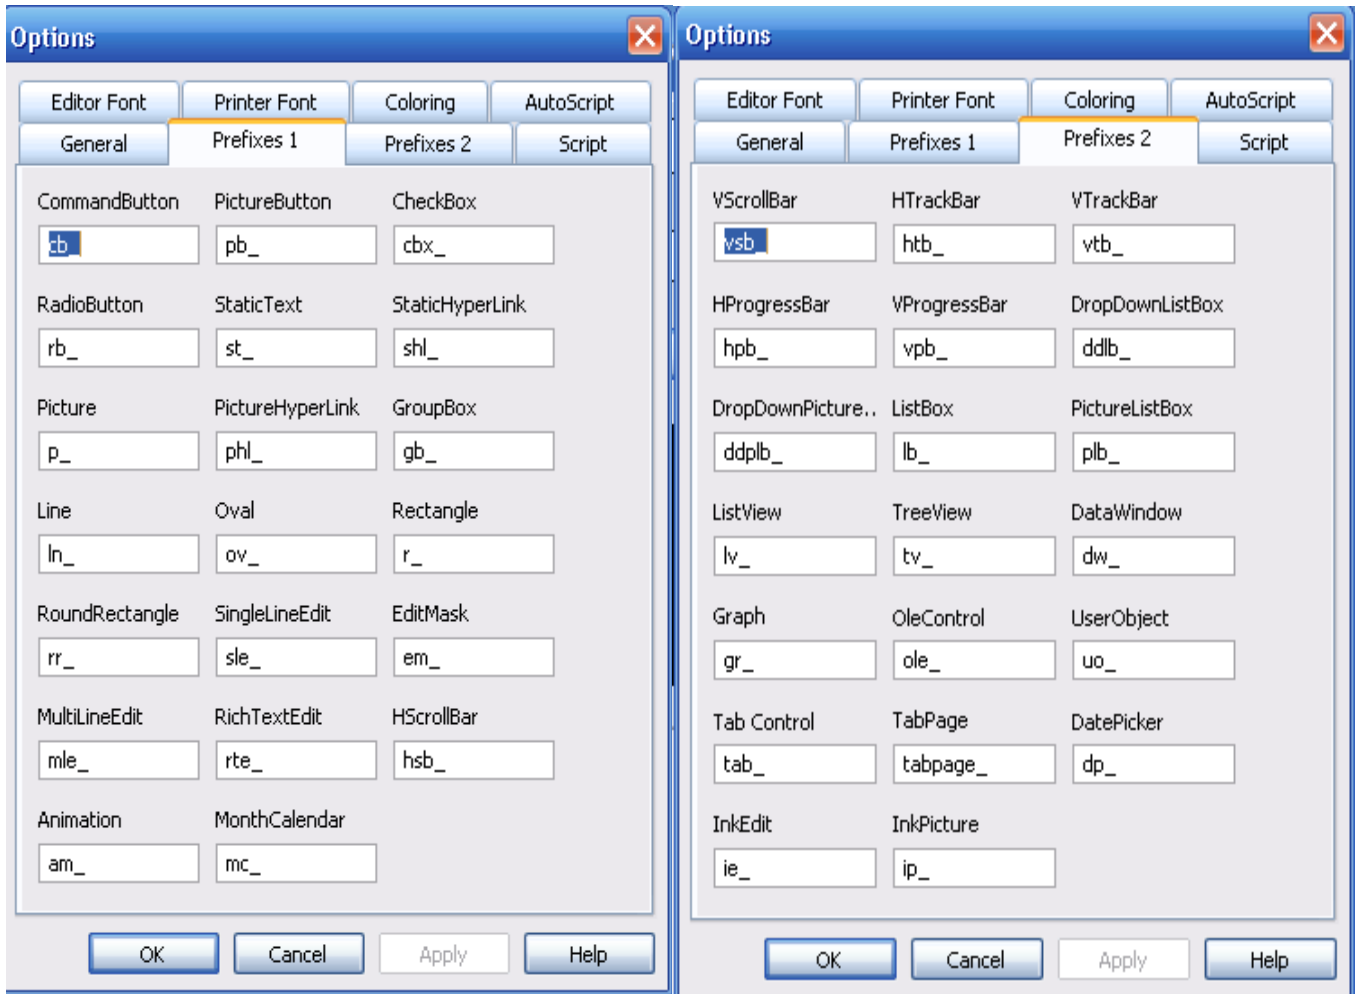 Options
Editor Font Printer Font Coloring AutoScript
General Prefixes 1 Prefixes 2 Script
CommandButton PictureButton CheckBox
cb_ pb_ cbx_
RadioButton StaticText StaticHyperLink
rb_ st_ shl_
Picture PictureHyperLink GroupBox
p_ phl_ gb_
Line Oval Rectangle
ln_ ov_ r_
RoundRectangle SingleLineEdit EditMask
rr_ sle_ em_
MultiLineEdit RichTextEdit HScrollBar
mle_ rte_ hsb_
Animation MonthCalendar
am_ mc_
OK Cancel Apply Help
Options
Editor Font Printer Font Coloring AutoScript
General Prefixes 1 Prefixes 2 Script
VScrollBar HTrackBar VTrackBar
vsb_ htb_ vtb_
HProgressBar VProgressBar DropDownListBox
hpb_ vpb_ ddlb_
DropDownPicture.. ListBox PictureListBox
ddplb_ lb_ plb_
ListView TreeView DataWindow
lv_ tv_ dw_
Graph OleControl UserObject
gr_ ole_ uo_
Tab Control TabPage DatePicker
tab_ tabpage_ dp_
InkEdit InkPicture
ie_ ip_
OK Cancel Apply Help